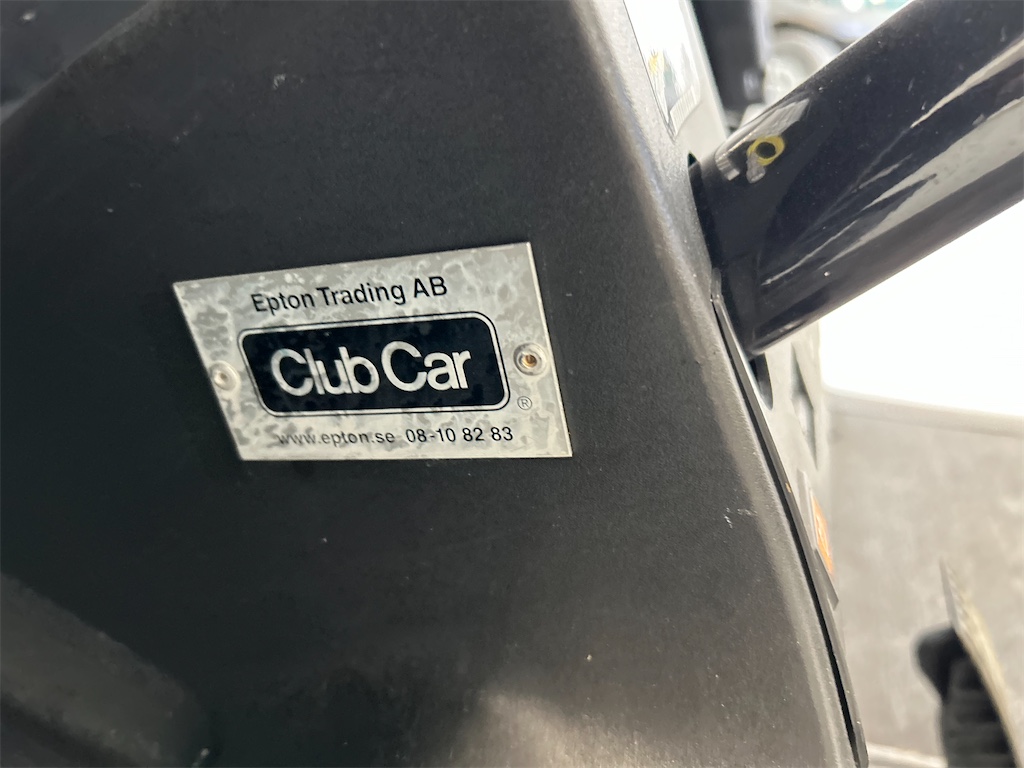 Epton Trading AB
Club Car
®
www.epton.se 08-10 82 83